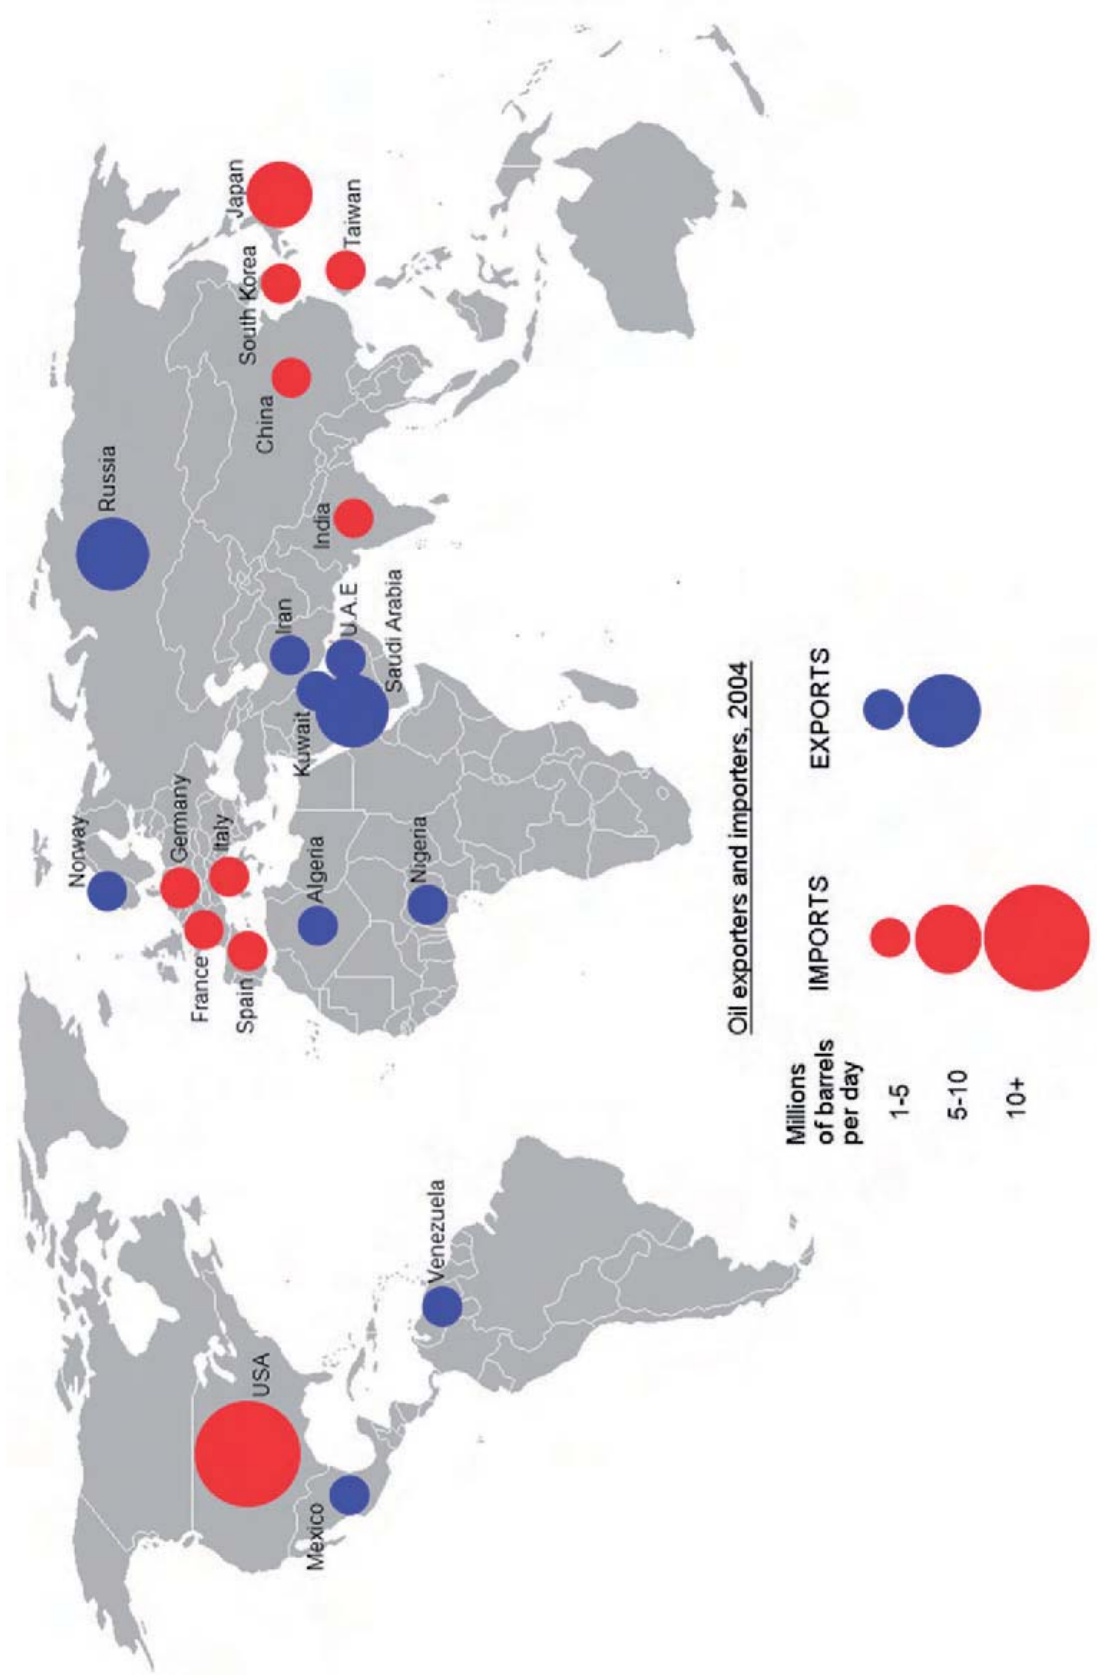 Norway
Russia
Germany
France
Italy
Spain
USA
Mexico
Venezuela
Algeria
Nigeria
Kuwait
Iran
U.A.E
Saudi Arabia
India
China
South Korea
Japan
Taiwan
Oil exporters and importers, 2004
Millions
of barrels
per day
IMPORTS
EXPORTS
1-5
5-10
10+